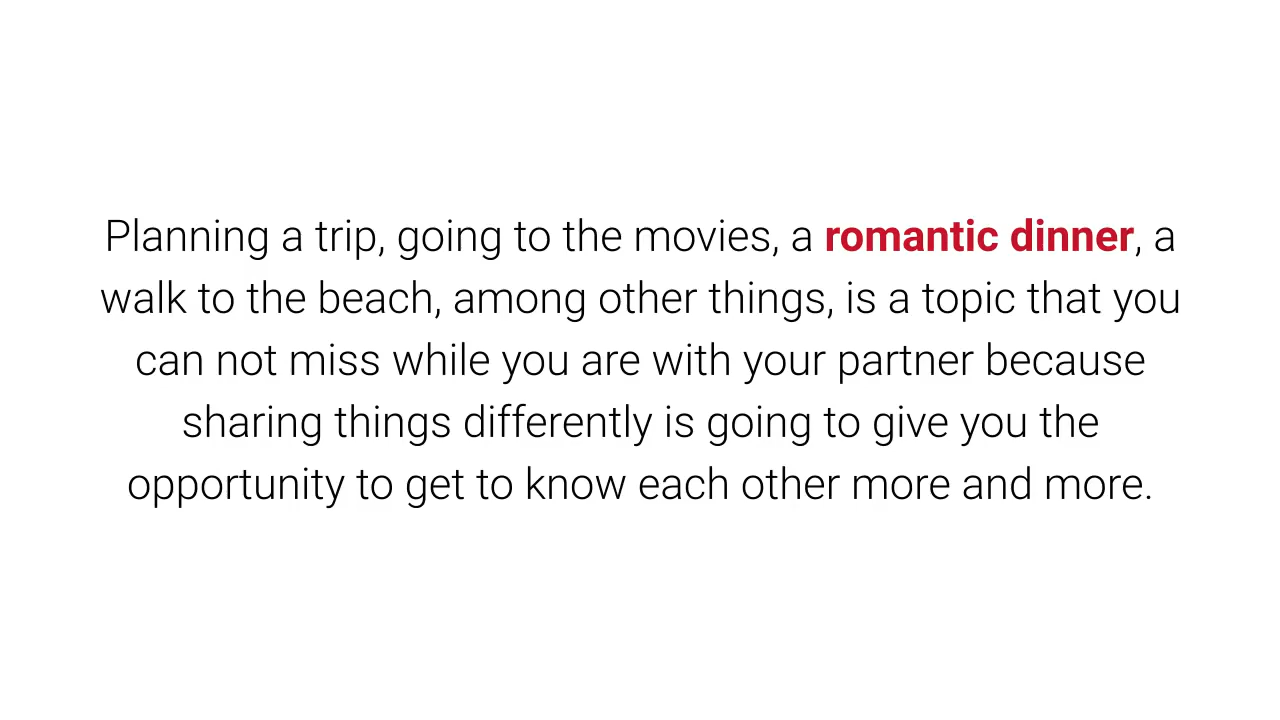 Planning a trip, going to the movies, a romantic dinner, a
walk to the beach, among other things, is a topic that you
can not miss while you are with your partner because
sharing things differently is going to give you the
opportunity to get to know each other more and more.